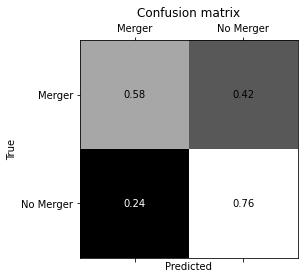 Confusion matrix
Merger No Merger
Merger 0.58 0.42
True
No Merger 0.24 0.76
Predicted